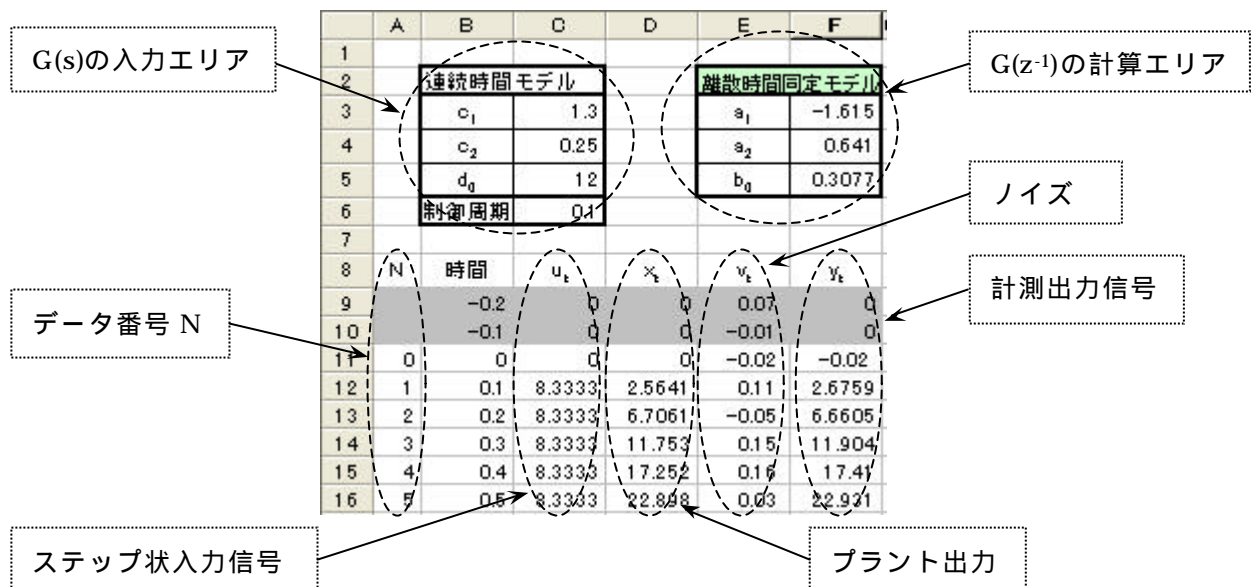 A B C D E F
G(s)の入力エリア
G(z-1)の計算エリア
1
2 連続時間モデル 離散時間同定モデル
3 c1 1.3 a1 -1.615
4 c2 0.25 a2 0.641
5 d0 12 b0 0.3077
6 制御周期 0.1
7
ノイズ
8 N 時間 ut xt vt yt
計測出力信号
データ番号 N
9 -0.2 0 0 0.07 0
10 -0.1 0 0 -0.01 0
11 0 0 0 0 -0.02 -0.02
12 1 0.1 8.3333 2.5641 0.11 2.6759
13 2 0.2 8.3333 6.7061 -0.05 6.6605
14 3 0.3 8.3333 11.753 0.15 11.904
15 4 0.4 8.3333 17.252 0.16 17.41
16 5 0.5 8.3333 22.898 0.03 22.931
ステップ状入力信号
プラント出力